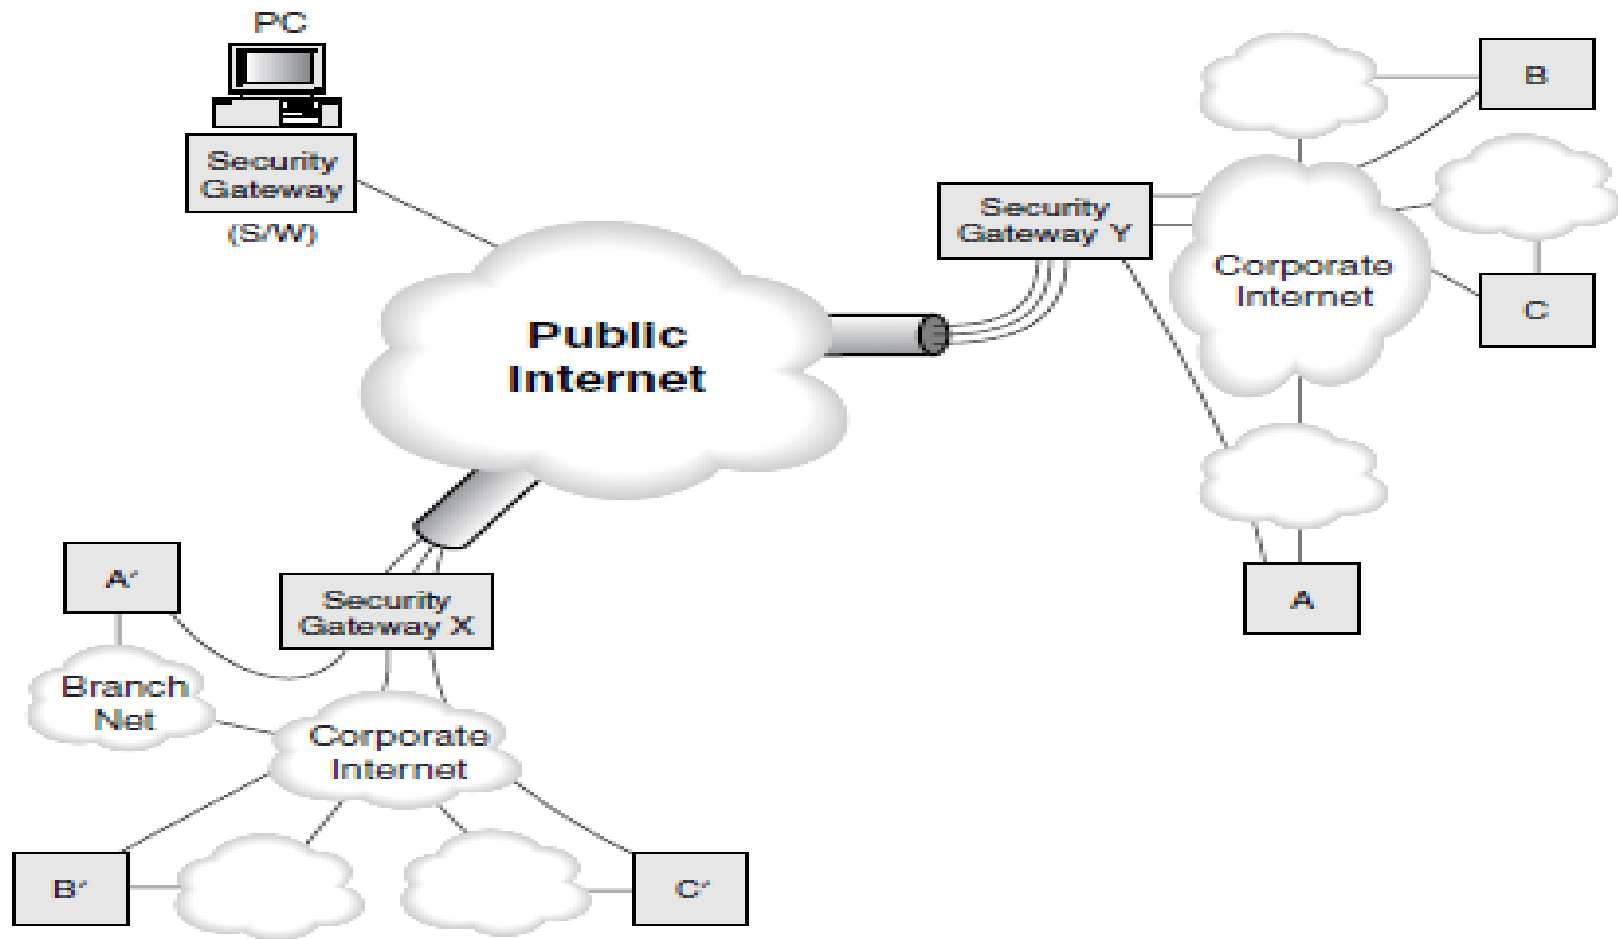 PC
Security
Gateway
(S/W)
Public
Internet
Security
Gateway Y
Corporate
Internet
B
C
A
A′
Security
Gateway X
Branch
Net
Corporate
Internet
B′
C′